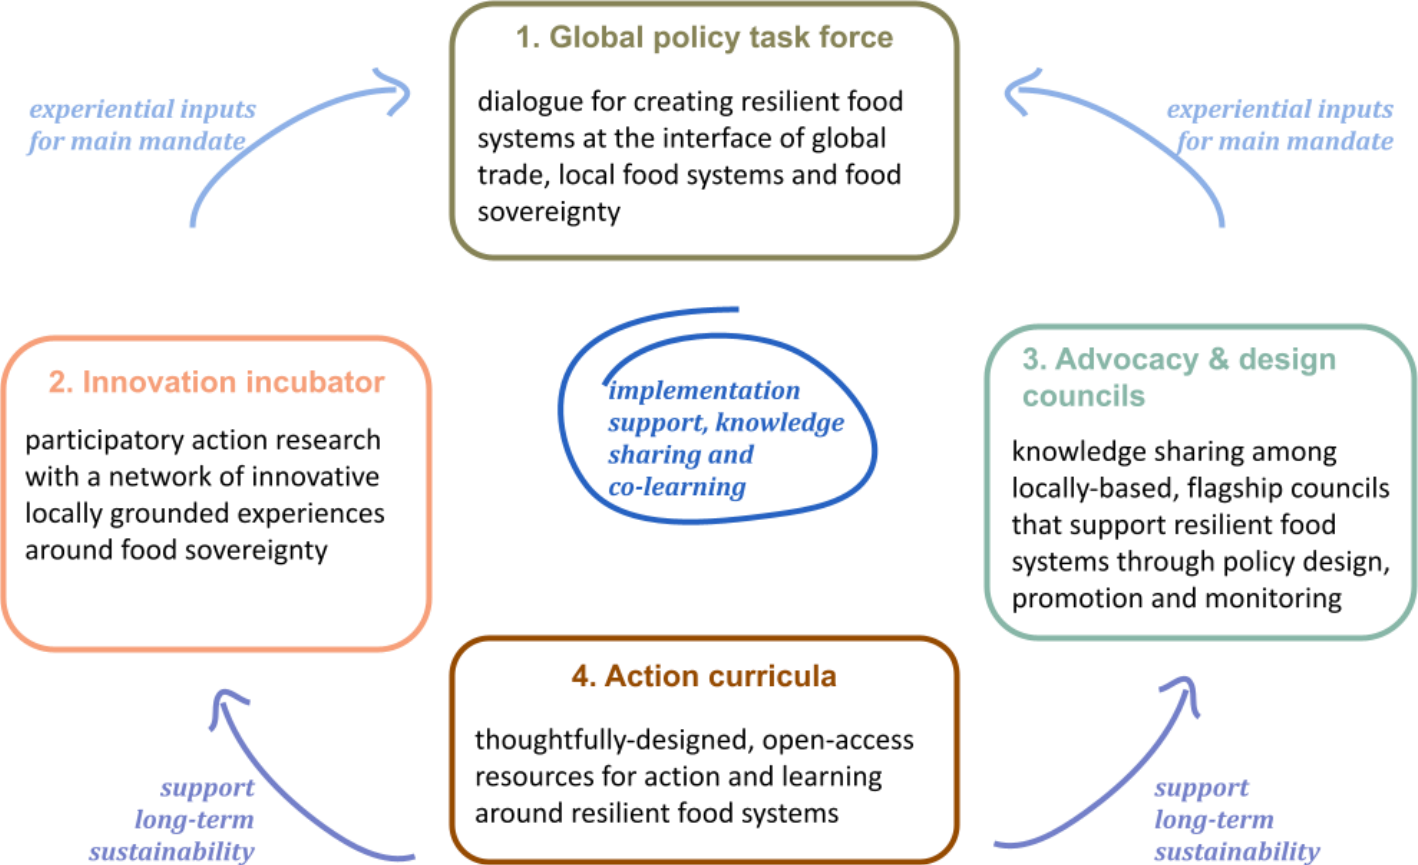 1. Global policy task force
dialogue for creating resilient food
systems at the interface of global
trade, local food systems and food
sovereignty
experiential inputs
for main mandate
experiential inputs
for main mandate
2. Innovation incubator
participatory action research
with a network of innovative
locally grounded experiences
around food sovereignty
implementation
support, knowledge
sharing and
co-learning
3. Advocacy & design
councils
knowledge sharing among
locally-based, flagship councils
that support resilient food
systems through policy design,
promotion and monitoring
4. Action curricula
thoughtfully-designed, open-access
resources for action and learning
around resilient food systems
support
long-term
sustainability
support
long-term
sustainability